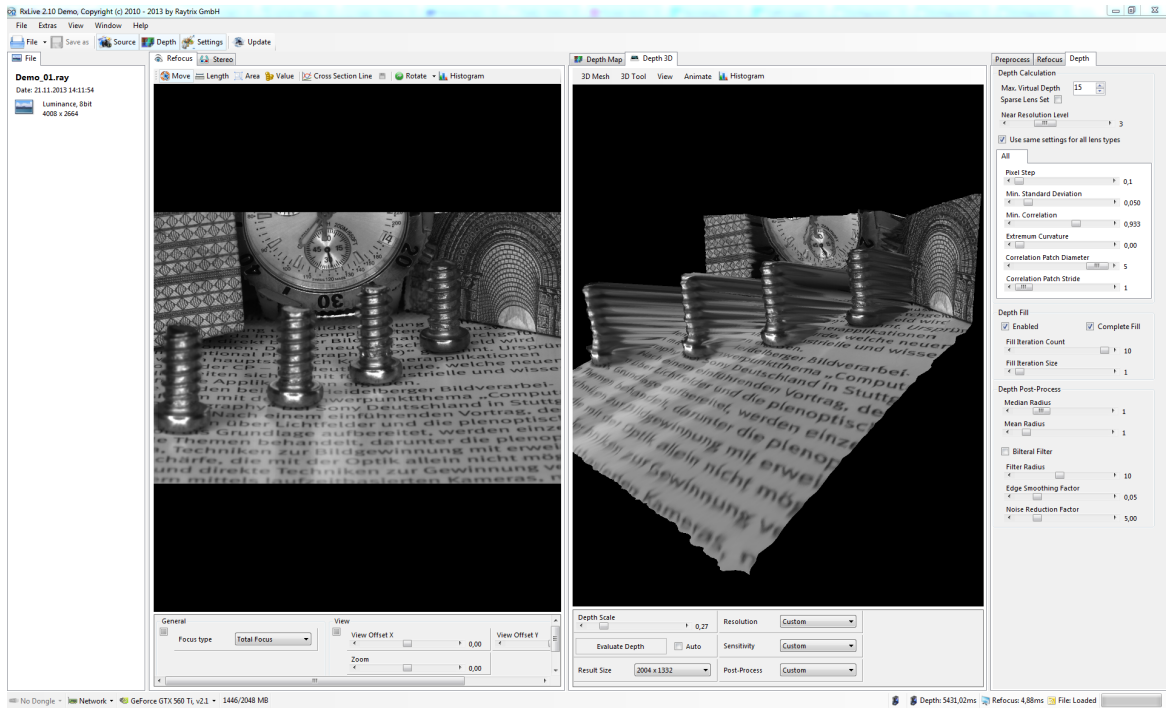 RxLive 2.10 Demo, Copyright (c) 2010 - 2013 by Raytrix GmbH
File Extras View Window Help
File Save as Source Depth Settings Update
File
Demo_01.ray
Date: 21.11.2013 14:11:54
Luminance, 8bit
4008 x 2664
Refocus Stereo
Move Length Area Value Cross Section Line Rotate Histogram
30
45 15
30
General
Focus type Total Focus
View
View Offset X 0,00
View Offset Y
Zoom
0,00
Depth Map Depth 3D
3D Mesh 3D Tool View Animate Histogram
Depth Scale
0,27
Evaluate Depth Auto
Result Size 2004 x 1332
Resolution Custom
Sensitivity Custom
Post-Process Custom
Preprocess Refocus Depth
Depth Calculation
Max. Virtual Depth 15
Sparse Lens Set
Near Resolution Level
3
Use same settings for all lens types
All
Pixel Step
0,1
Min. Standard Deviation
0,050
Min. Correlation
0,933
Extremum Curvature
0,00
Correlation Patch Diameter
5
Correlation Patch Stride
1
Depth Fill
Enabled Complete Fill
Fill Iteration Count
10
Fill Iteration Size
1
Depth Post-Process
Median Radius
1
Mean Radius
1
Bilteral Filter
Filter Radius
10
Edge Smoothing Factor
0,05
Noise Reduction Factor
5,00
No Dongle Network GeForce GTX 560 Ti, v2.1 1446/2048 MB
Depth: 5431,02ms Refocus: 4,88ms File: Loaded